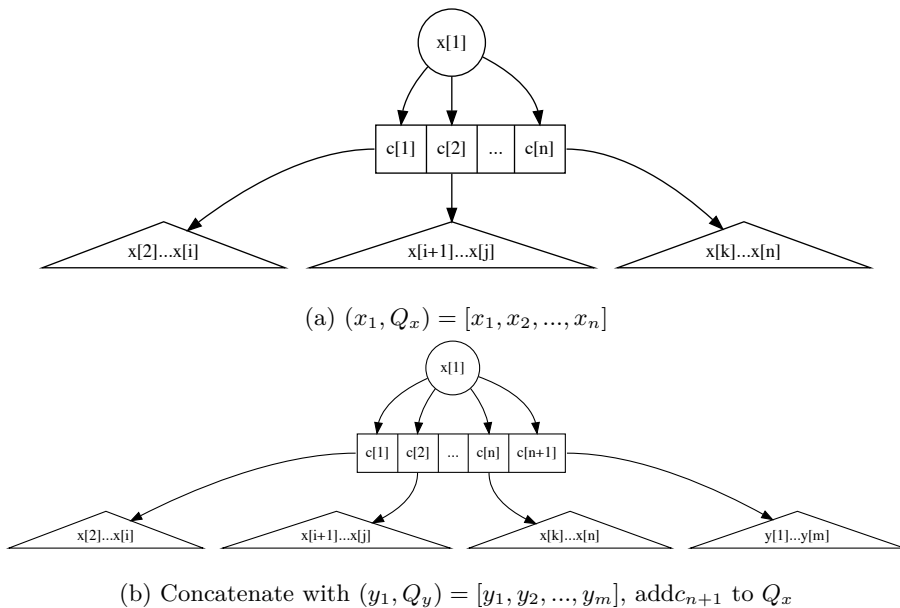 x[1]
c[1] c[2] ... c[n]
x[2]...x[i] x[i+1]...x[j] x[k]...x[n]
(a) (x₁, Qₓ) = [x₁, x₂, ..., xₙ]
x[1]
c[1] c[2] ... c[n] c[n+1]
x[2]...x[i] x[i+1]...x[j] x[k]...x[n] y[1]...y[m]
(b) Concatenate with (y₁, Q_y) = [y₁, y₂, ..., yₘ], addcₙ₊₁ to Qₓ